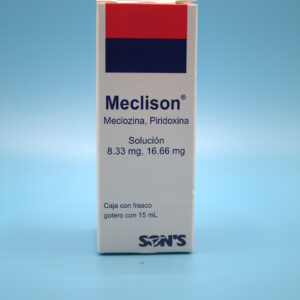 Meclison®
Meclozina, Piridoxina
Solución
8.33 mg, 16.66 mg
Caja con frasco
gotero con 15 mL
SON'S